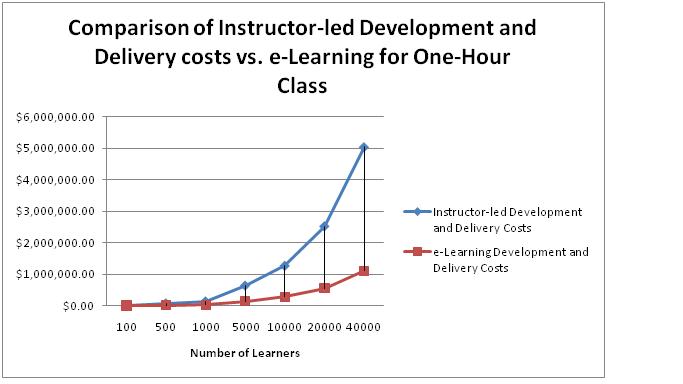 Comparison of Instructor-led Development and
Delivery costs vs. e-Learning for One-Hour
Class
$6,000,000.00
$5,000,000.00
$4,000,000.00
$3,000,000.00
$2,000,000.00
$1,000,000.00
$0.00
100 500 1000 5000 10000 20000 40000
Number of Learners
Instructor-led Development
and Delivery Costs
e-Learning Development and
Delivery Costs